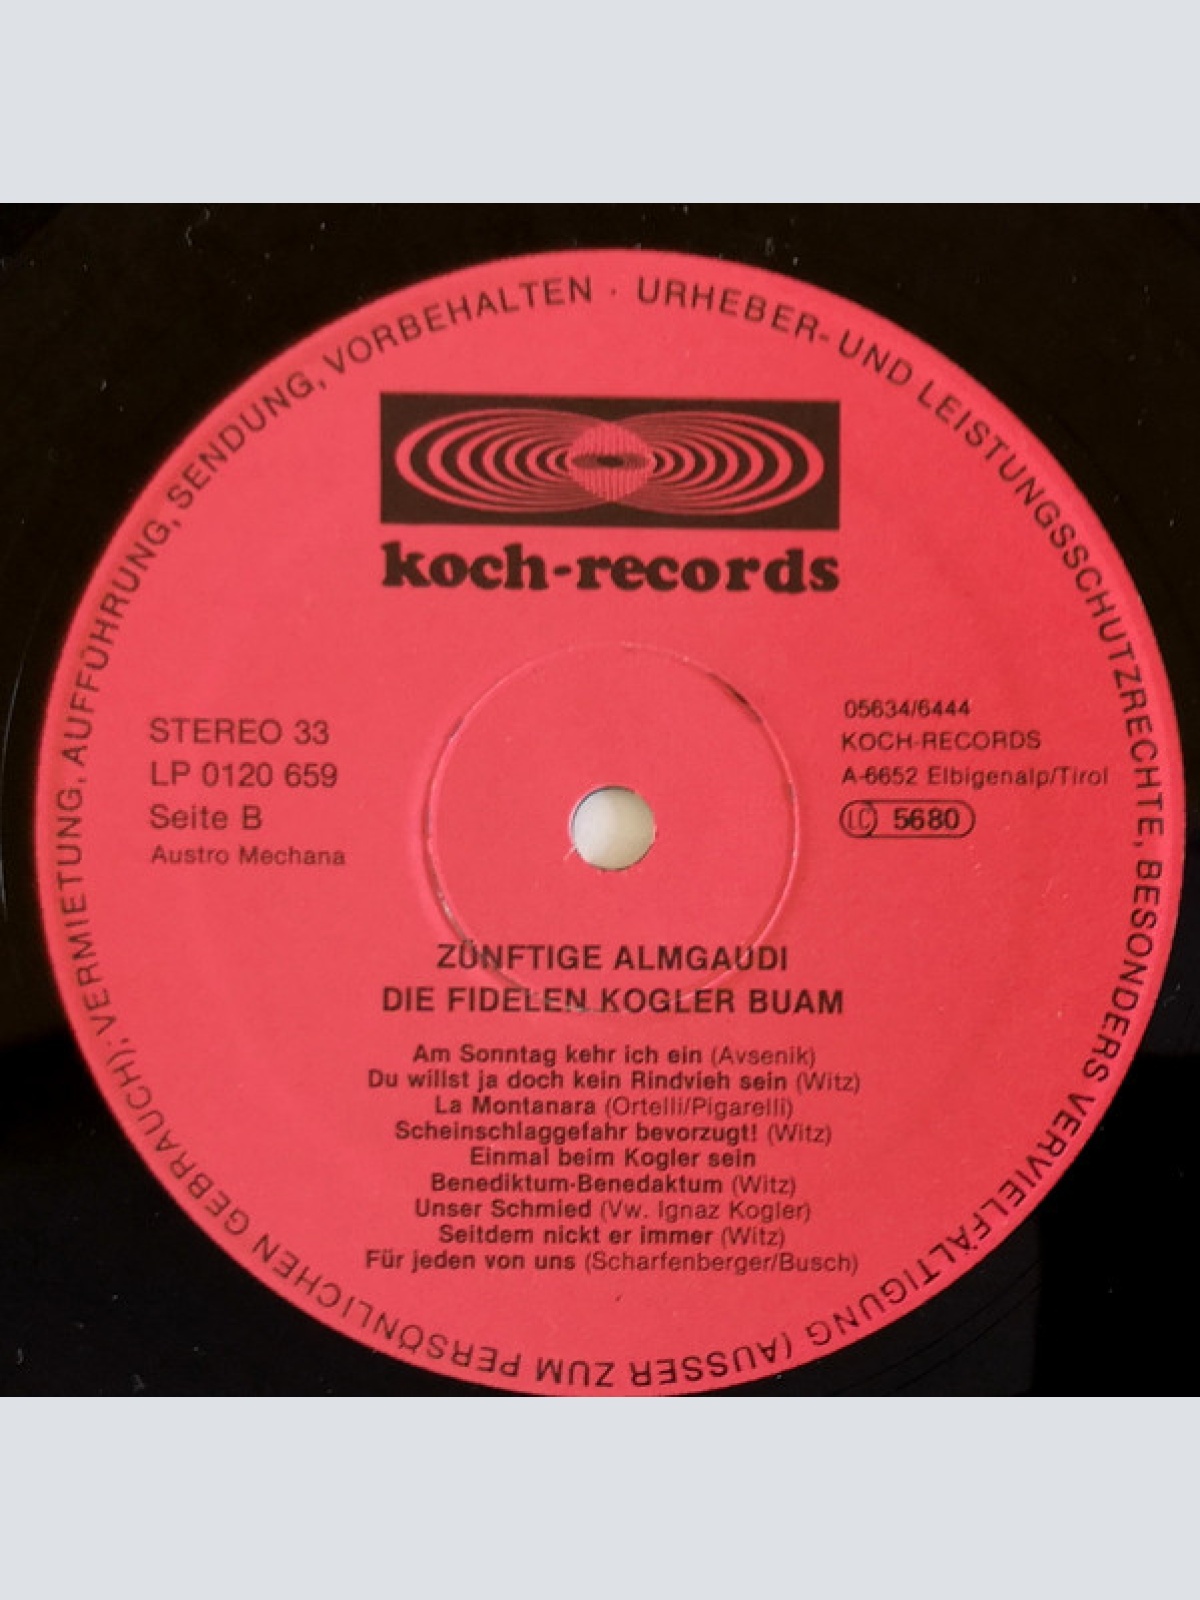 URHEBER- UND LEISTUNGSSCHUTZRECHTE, BESONDERS VERVIELFÄLTIGUNG (AUSSER ZUM PERSÖNLICHEN GEBRAUCH); VERMIETUNG, AUFFÜHRUNG, SENDUNG, VORBEHALTEN ·
koch-records
STEREO 33
LP 0120 659
Seite B
Austro Mechana
05634/6444
KOCH-RECORDS
A-6652 Elbigenalp/Tirol
LC 5680
ZÜNFTIGE ALMGAUDI
DIE FIDELEN KOGLER BUAM
Am Sonntag kehr ich ein (Avsenik)
Du willst ja doch kein Rindvieh sein (Witz)
La Montanara (Ortelli/Pigarelli)
Scheinschlaggefahr bevorzugt! (Witz)
Einmal beim Kogler sein
Benediktum-Benedaktum (Witz)
Unser Schmied (Vw. Ignaz Kogler)
Seitdem nickt er immer (Witz)
Für jeden von uns (Scharfenberger/Busch)